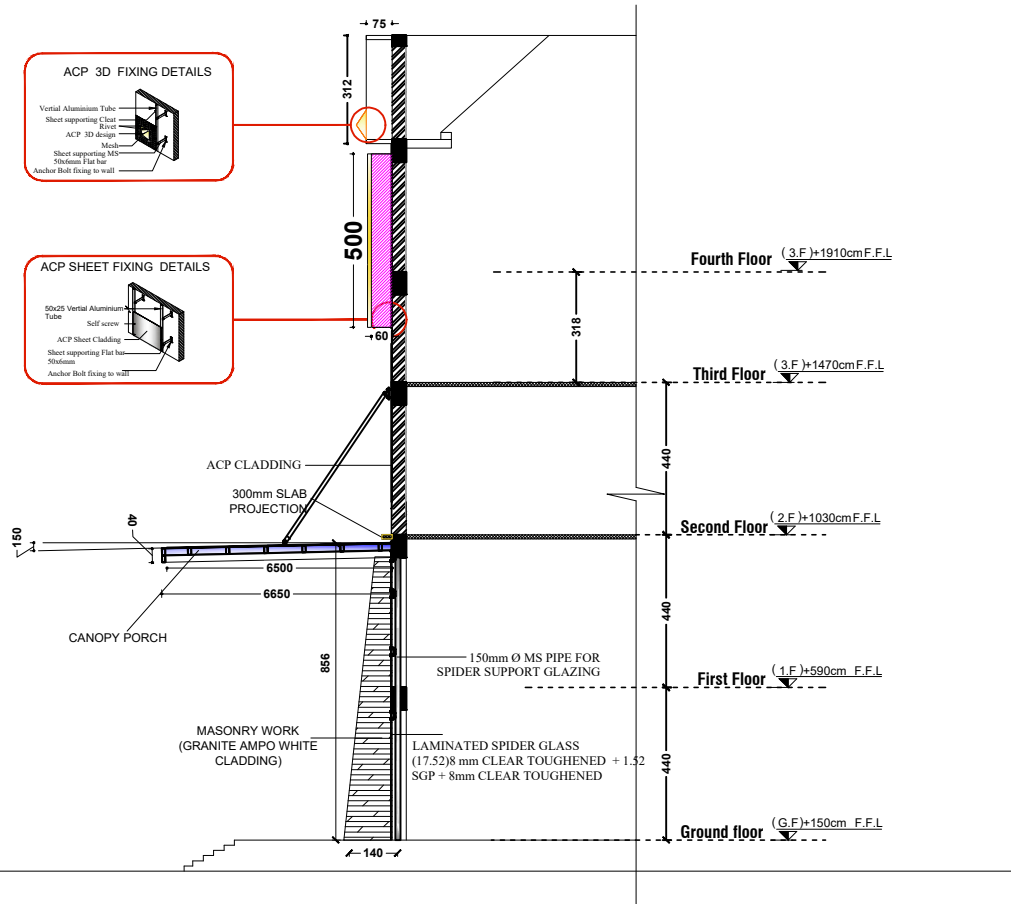 75
312
ACP 3D FIXING DETAILS
Vertial Aluminium Tube
Sheet supporting Cleat
Rivet
ACP 3D design
Mesh
Sheet supporting MS
50x6mm Flat bar
Anchor Bolt fixing to wall
500
60
ACP SHEET FIXING DETAILS
50x25 Vertial Aluminium
Tube
Self screw
ACP Sheet Cladding
Sheet supporting Flat bar
50x6mm
Anchor Bolt fixing to wall
Fourth Floor (3.F)+1910cm F.F.L
318
Third Floor (3.F)+1470cm F.F.L
440
ACP CLADDING
300mm SLAB
PROJECTION
Second Floor (2.F)+1030cm F.F.L
150
40
6500
6650
CANOPY PORCH
856
440
150mm Ø MS PIPE FOR
SPIDER SUPPORT GLAZING
First Floor (1.F)+590cm F.F.L
MASONRY WORK
(GRANITE AMPO WHITE
CLADDING)
LAMINATED SPIDER GLASS
(17.52)8 mm CLEAR TOUGHENED + 1.52
SGP + 8mm CLEAR TOUGHENED
440
Ground floor (G.F)+150cm F.F.L
140